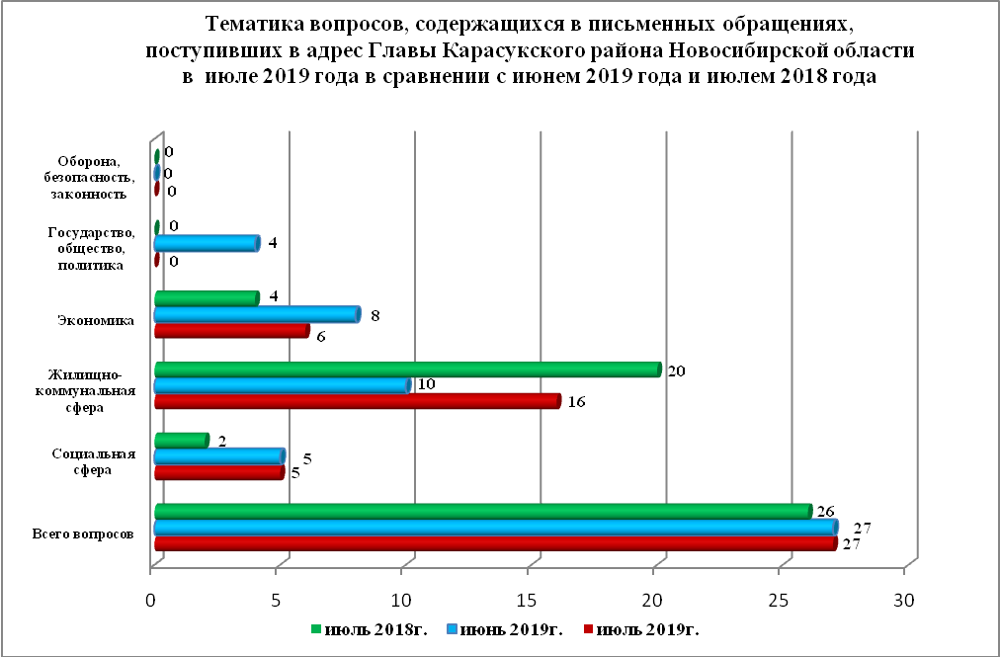 Тематика вопросов, содержащихся в письменных обращениях,
поступивших в адрес Главы Карасукского района Новосибирской области
в июле 2019 года в сравнении с июнем 2019 года и июлем 2018 года
Оборона,
безопасность,
законность
0
0
0
Государство,
общество,
политика
0
4
0
Экономика
4
8
6
Жилищно-
коммунальная
сфера
20
10
16
Социальная
сфера
2
5
5
Всего вопросов
26
27
27
0 5 10 15 20 25 30
июль 2018г. июнь 2019г. июль 2019г.